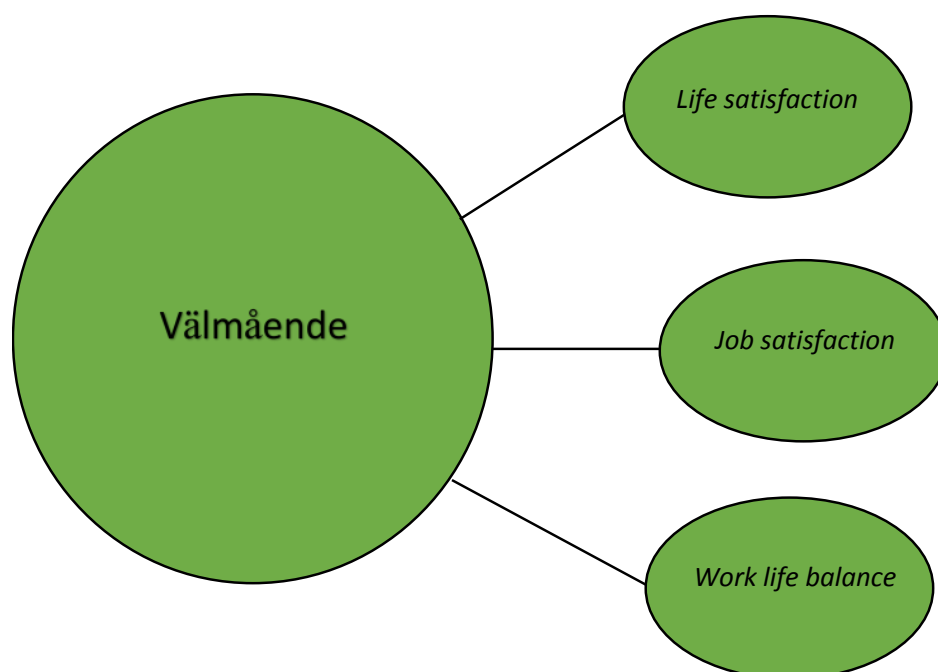 Life satisfaction
Välmående
Job satisfaction
Work life balance